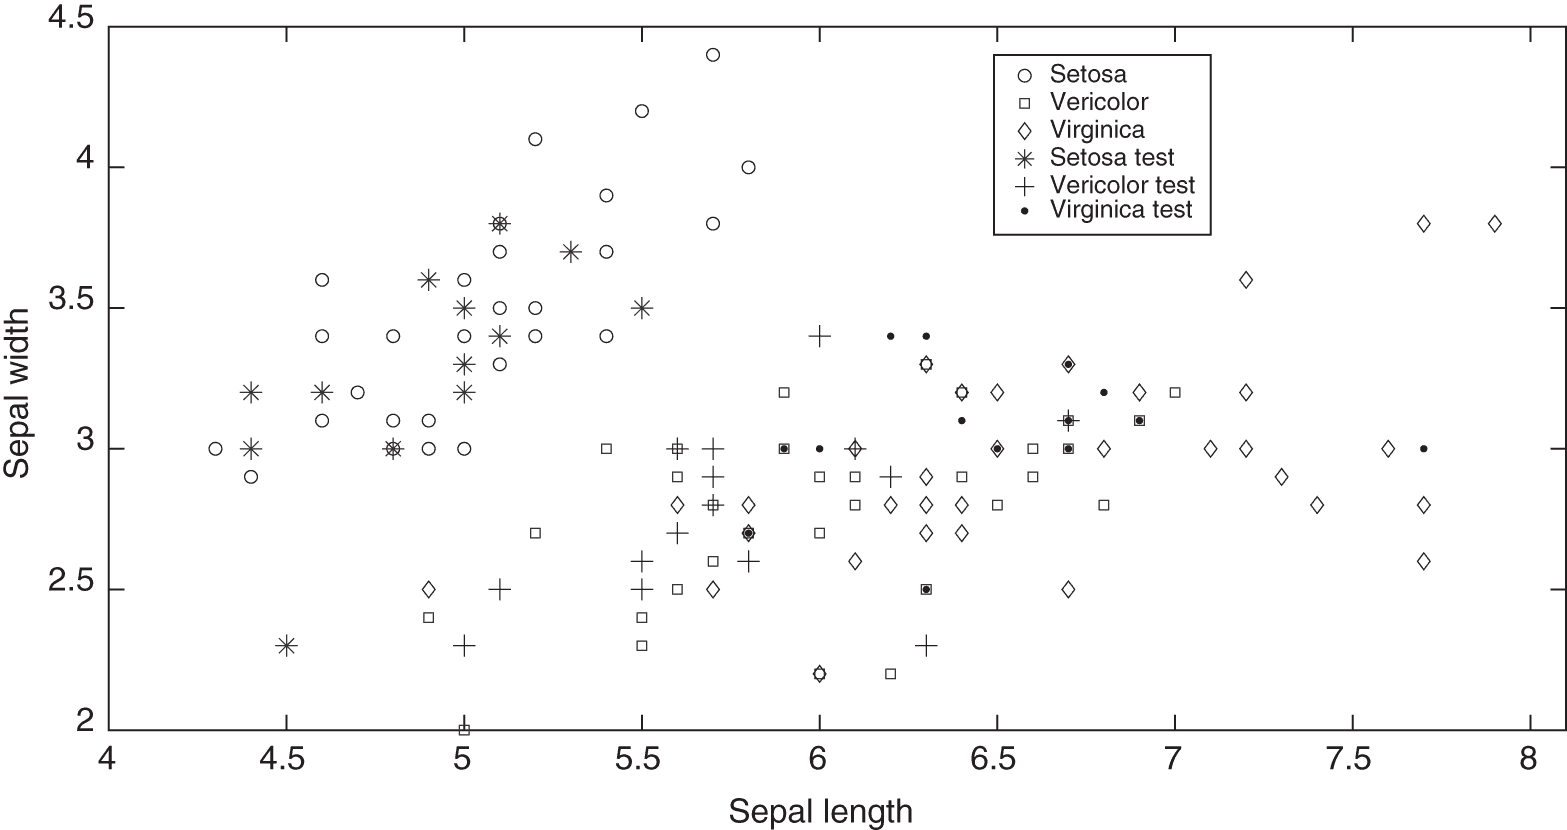 4.5
4
3.5
3
2.5
2
Sepal width
Setosa
Vericolor
Virginica
Setosa test
Vericolor test
Virginica test
4 4.5 5 5.5 6 6.5 7 7.5 8
Sepal length